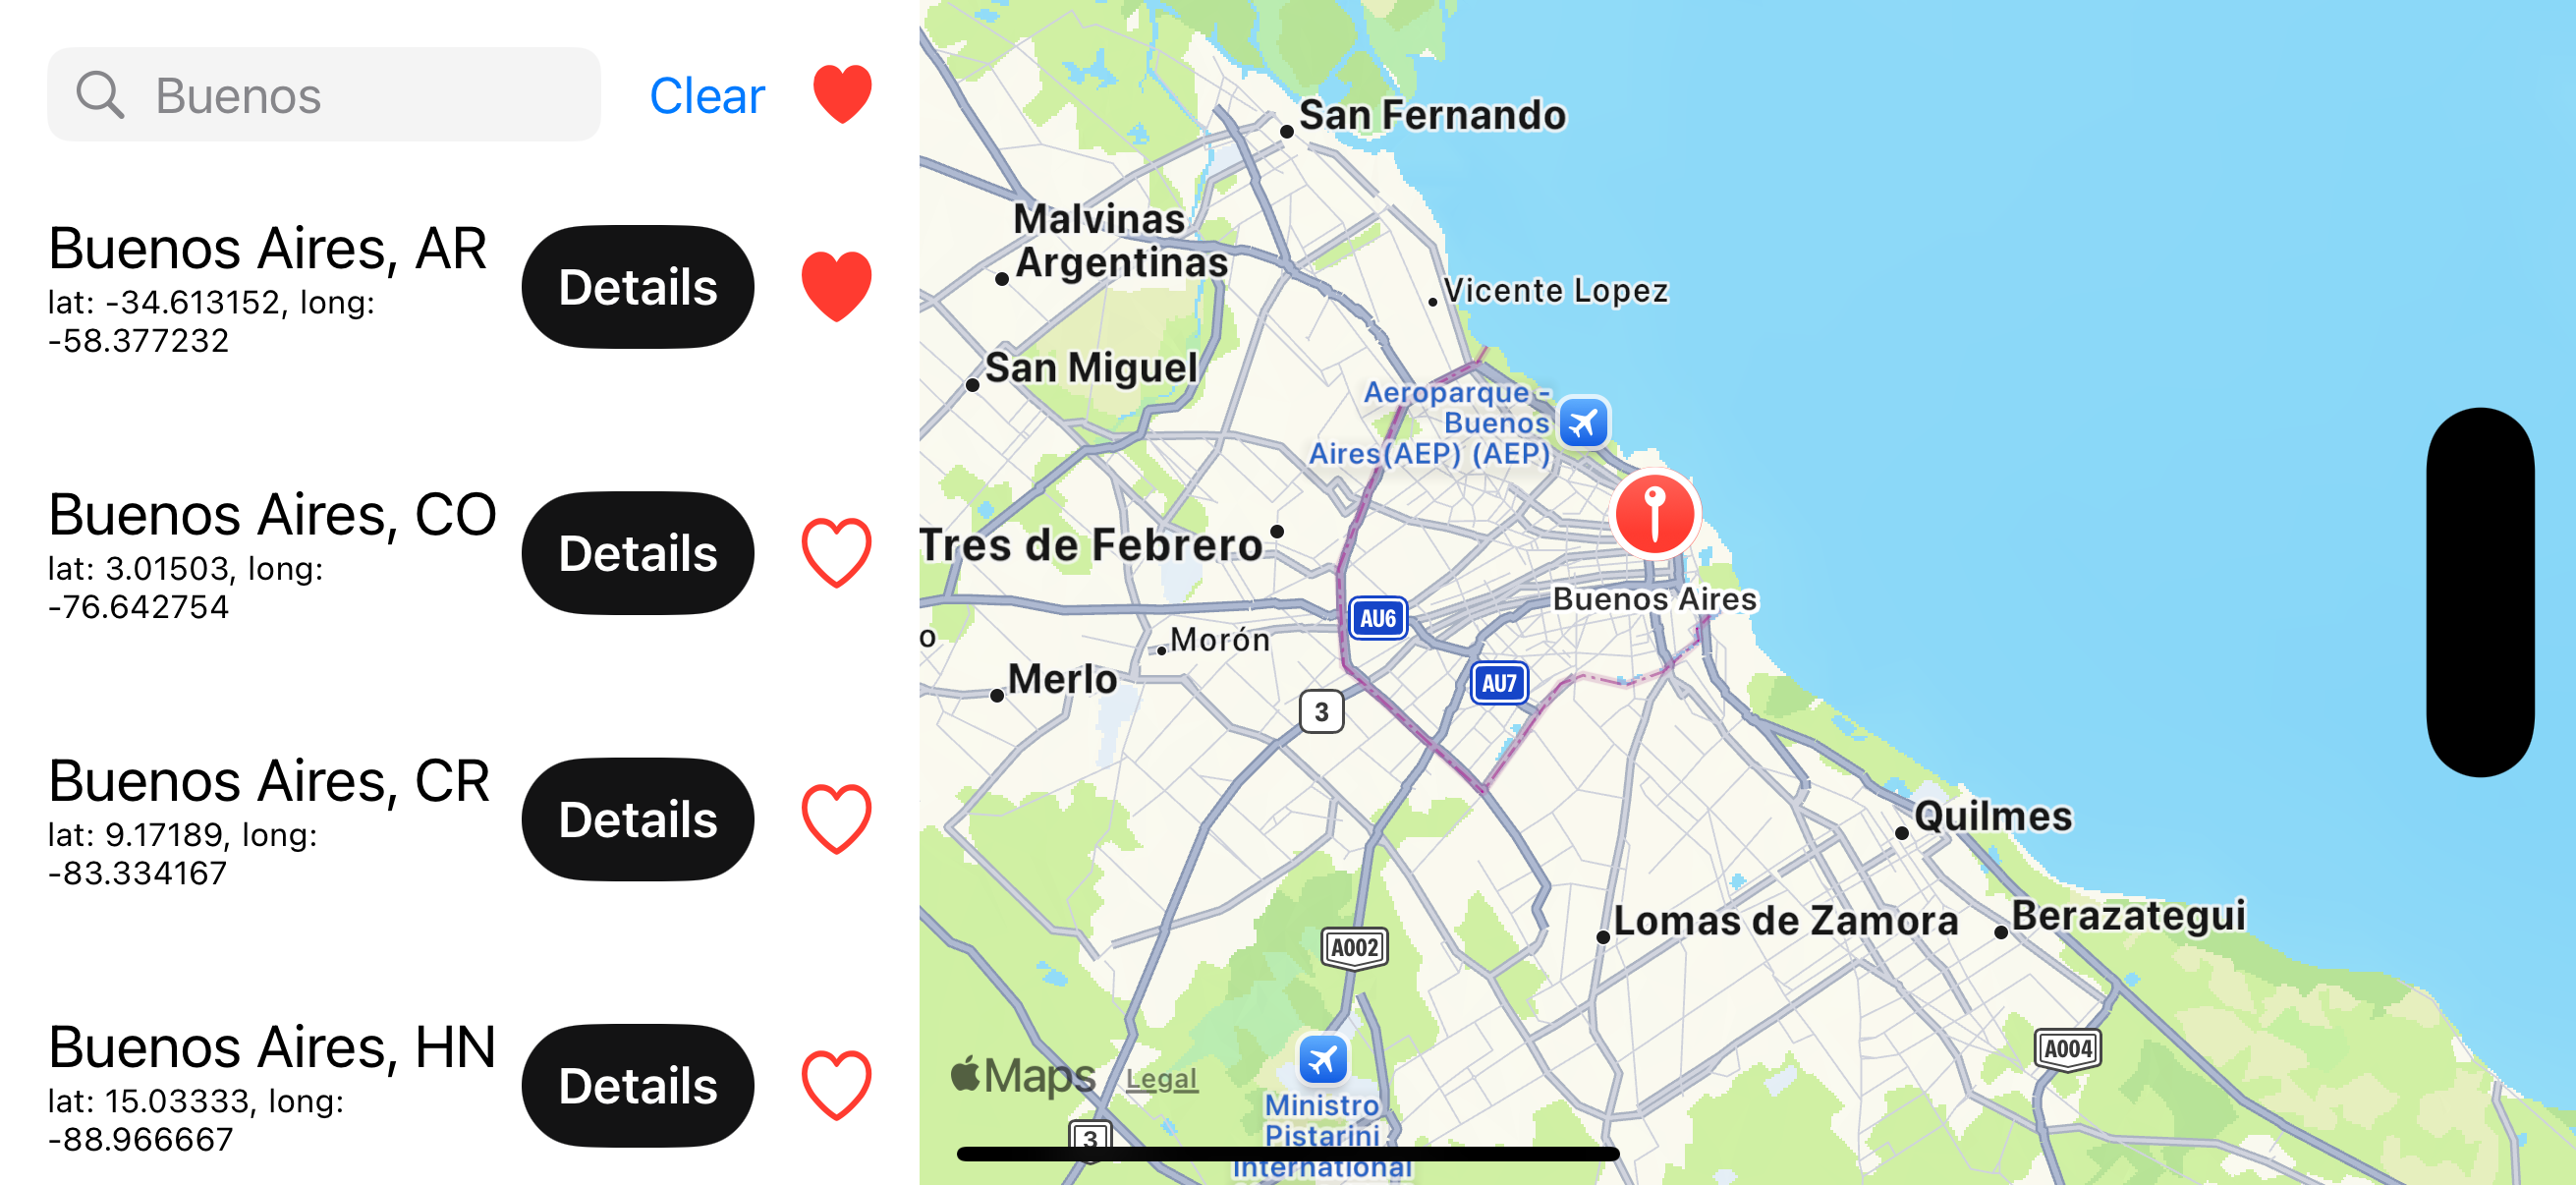 Buenos
Clear
Buenos Aires, AR
lat: -34.613152, long:
-58.377232
Details
Buenos Aires, CO
lat: 3.01503, long:
-76.642754
Details
Buenos Aires, CR
lat: 9.17189, long:
-83.334167
Details
Buenos Aires, HN
lat: 15.03333, long:
-88.966667
Details
San Fernando
Malvinas
Argentinas
Vicente Lopez
San Miguel
Aeroparque -
Buenos
Aires(AEP) (AEP)
Tres de Febrero
Buenos Aires
AU6
o
Morón
Merlo
AU7
3
Quilmes
Lomas de Zamora
Berazategui
A002
A004
Maps
Legal
Ministro
Pistarini
International
3